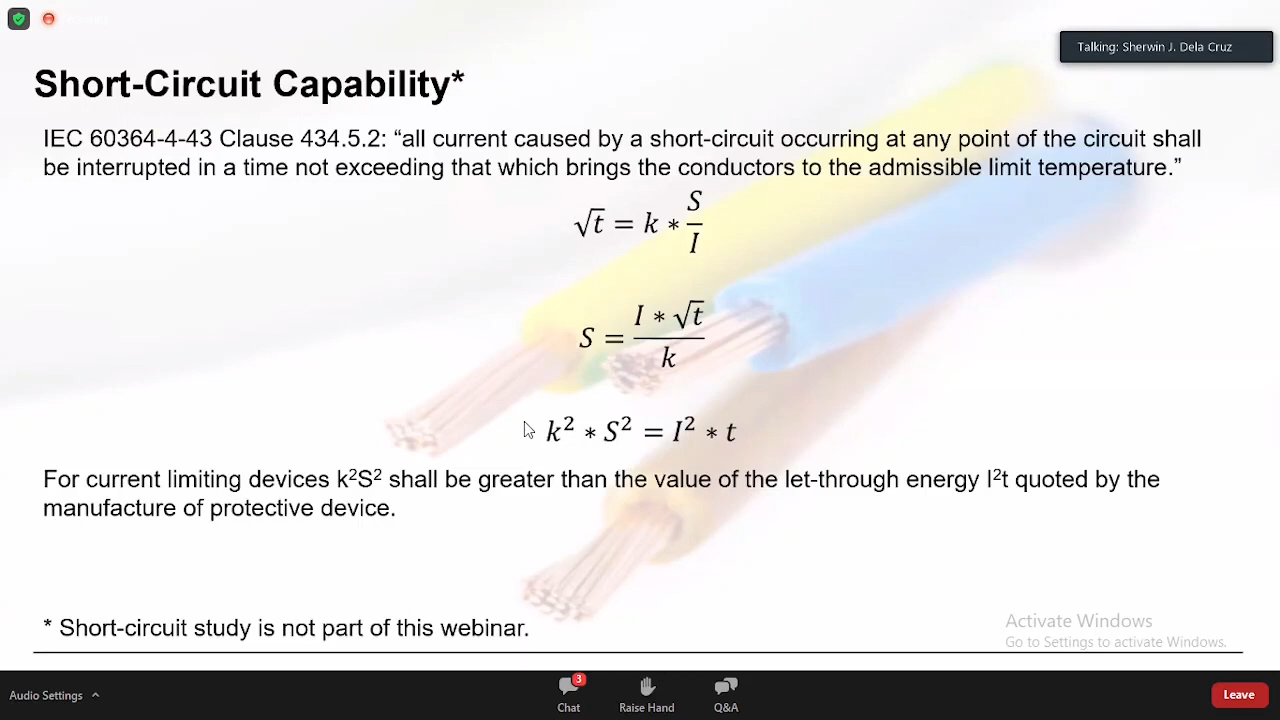 Talking: Sherwin J. Dela Cruz
Short-Circuit Capability*
IEC 60364-4-43 Clause 434.5.2: “all current caused by a short-circuit occurring at any point of the circuit shall
be interrupted in a time not exceeding that which brings the conductors to the admissible limit temperature.”
√t = k * S/I
S = (I * √t)/k
k² * S² = I² * t
For current limiting devices k²S² shall be greater than the value of the let-through energy I²t quoted by the
manufacture of protective device.
* Short-circuit study is not part of this webinar.
Activate Windows
Go to Settings to activate Windows.
Audio Settings
3
Chat
Raise Hand
Q&A
Leave